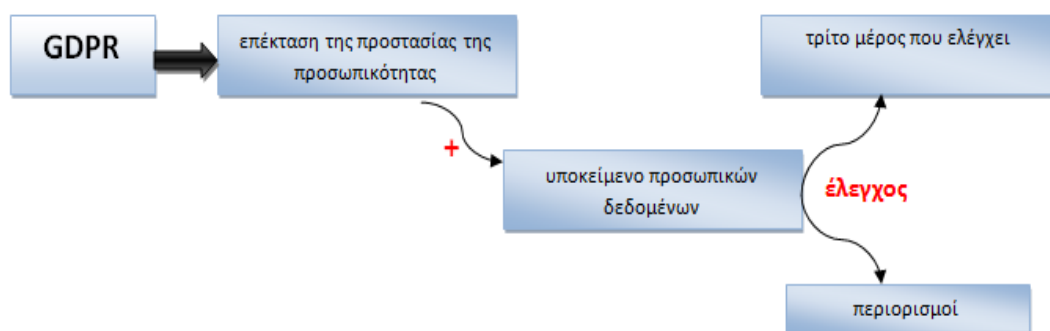 GDPR
επέκταση της προστασίας της
προσωπικότητας
τρίτο μέρος που ελέγχει
+
υποκείμενο προσωπικών
δεδομένων
έλεγχος
περιορισμοί